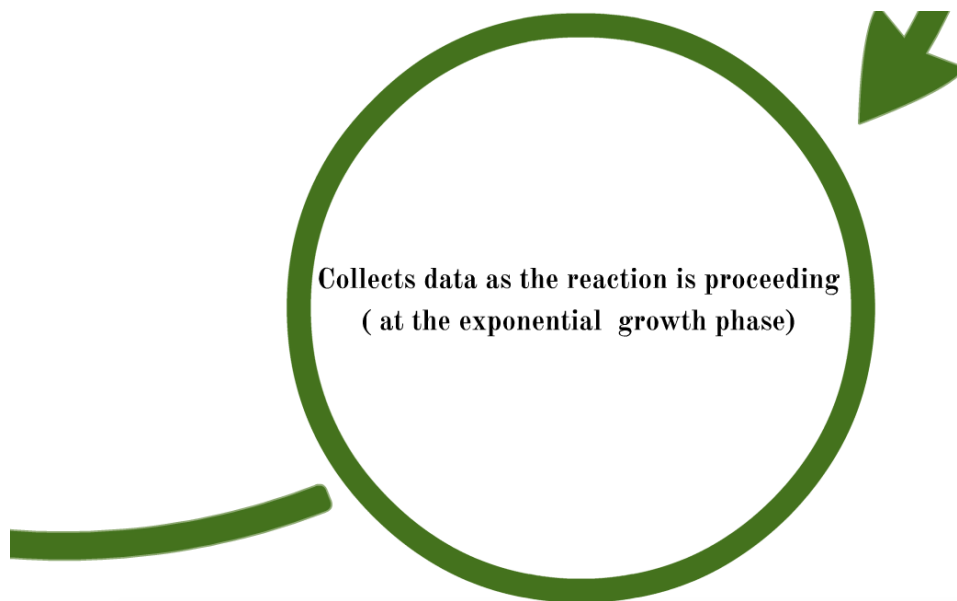 Collects data as the reaction is proceeding
( at the exponential  growth phase)